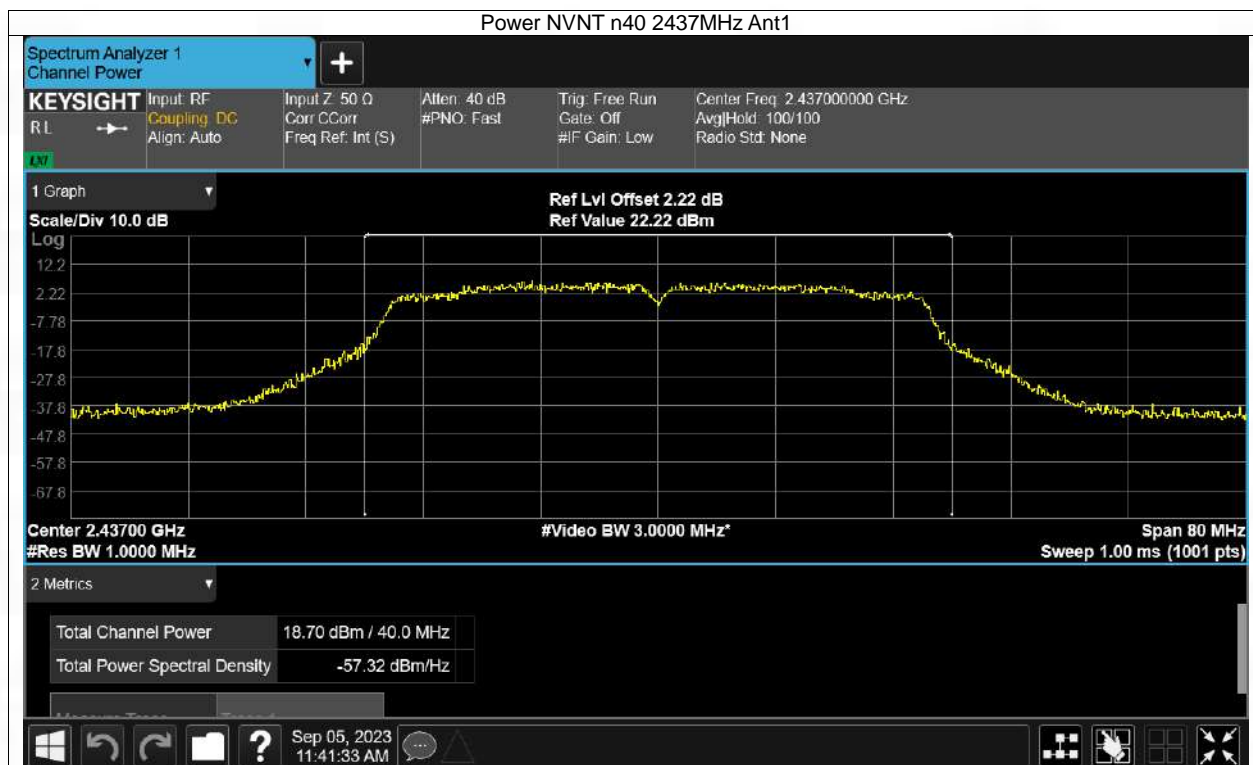 Power NVNT n40 2437MHz Ant1
Spectrum Analyzer 1
Channel Power
KEYSIGHT
RL
LXI
Input: RF
Coupling: DC
Align: Auto
Input Z: 50 Ω
Corr CCorr
Freq Ref: Int (S)
Atten: 40 dB
#PNO: Fast
Trig: Free Run
Gate: Off
#IF Gain: Low
Center Freq: 2.437000000 GHz
Avg|Hold: 100/100
Radio Std: None
1 Graph
Scale/Div 10.0 dB
Ref Lvl Offset 2.22 dB
Ref Value 22.22 dBm
Log
12.2
2.22
-7.78
-17.8
-27.8
-37.8
-47.8
-57.8
-67.8
Center 2.43700 GHz
#Video BW 3.0000 MHz*
Span 80 MHz
#Res BW 1.0000 MHz
Sweep 1.00 ms (1001 pts)
2 Metrics
Total Channel Power 18.70 dBm / 40.0 MHz
Total Power Spectral Density -57.32 dBm/Hz
Sep 05, 2023
11:41:33 AM